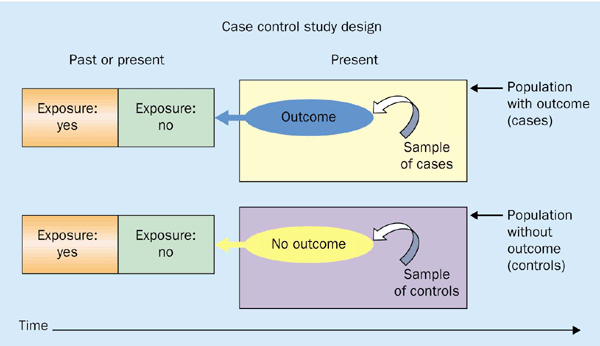 Case control study design
Past or present
Present
Exposure:
yes
Exposure:
no
Outcome
Sample
of cases
Population
with outcome
(cases)
Exposure:
yes
Exposure:
no
No outcome
Sample
of controls
Population
without
outcome
(controls)
Time